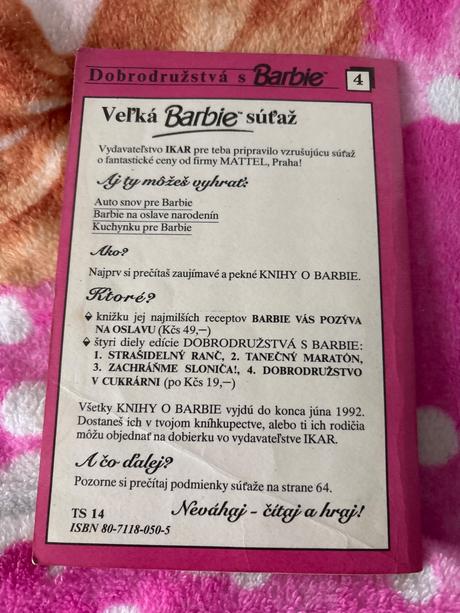 Dobrodružstvá s Barbie™ 4
Veľká Barbie™ súťaž
Vydavateľstvo IKAR pre teba pripravilo vzrušujúcu súťaž
o fantastické ceny od firmy MATTEL, Praha!
Aj ty môžeš vyhrať:
Auto snov pre Barbie
Barbie na oslave narodenín
Kuchynku pre Barbie
Ako?
Najprv si prečítaš zaujímavé a pekné KNIHY O BARBIE.
Ktoré?
knižku jej najmilších receptov BARBIE VÁS POZÝVA
NA OSLAVU (Kčs 49,—)
štyri diely edície DOBRODRUŽSTVÁ S BARBIE:
1. STRAŠIDELNÝ RANČ, 2. TANEČNÝ MARATÓN,
3. ZACHRÁŇME SLONIČA!, 4. DOBRODRUŽSTVO
V CUKRÁRNI (po Kčs 19,—)
Všetky KNIHY O BARBIE vyjdú do konca júna 1992.
Dostaneš ich v tvojom kníhkupectve, alebo ti ich rodičia
môžu objednať na dobierku vo vydavateľstve IKAR.
A čo ďalej?
Pozorne si prečítaj podmienky súťaže na strane 64.
Neváhaj - čítaj a hraj!
TS 14
ISBN 80-7118-050-5